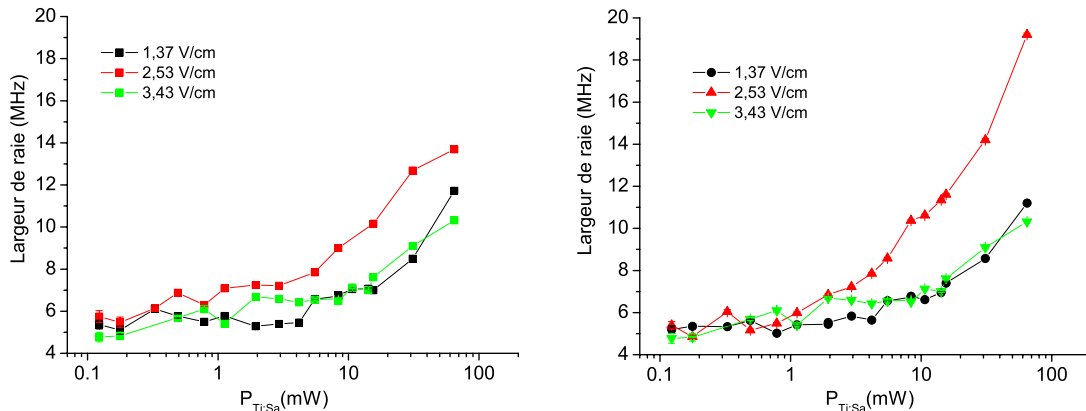 20
18
16
14
12
10
8
6
4
Largeur de raie (MHz)
1,37 V/cm
2,53 V/cm
3,43 V/cm
0.1
1
10
100
P Ti:Sa (mW)
20
18
16
14
12
10
8
6
4
Largeur de raie (MHz)
1,37 V/cm
2,53 V/cm
3,43 V/cm
0.1
1
10
100
P Ti:Sa (mW)